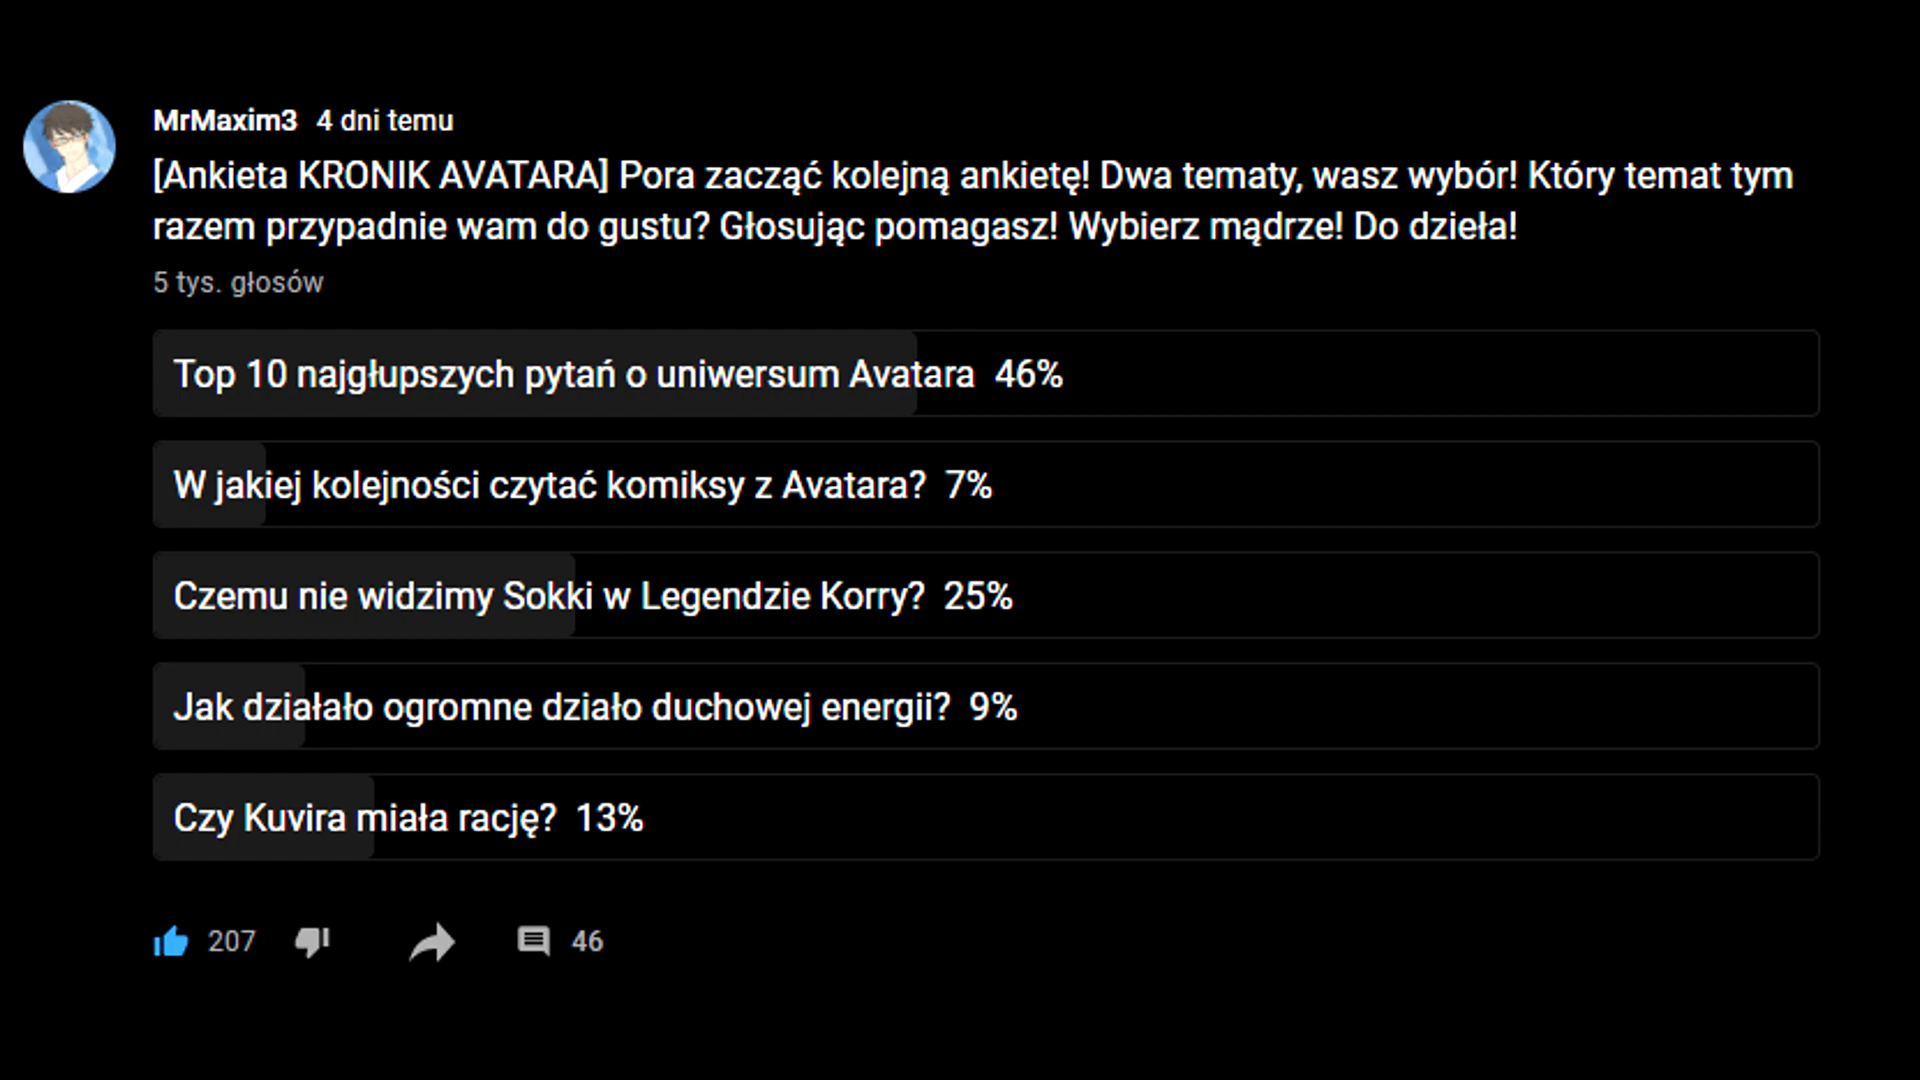 MrMaxim3 4 dni temu
[Ankieta KRONIK AVATARA] Pora zacząć kolejną ankietę! Dwa tematy, wasz wybór! Który temat tym
razem przypadnie wam do gustu? Głosując pomagasz! Wybierz mądrze! Do dzieła!
5 tys. głosów
Top 10 najgłupszych pytań o uniwersum Avatara 46%
W jakiej kolejności czytać komiksy z Avatara? 7%
Czemu nie widzimy Sokki w Legendzie Korry? 25%
Jak działało ogromne działo duchowej energii? 9%
Czy Kuvira miała rację? 13%
207 46